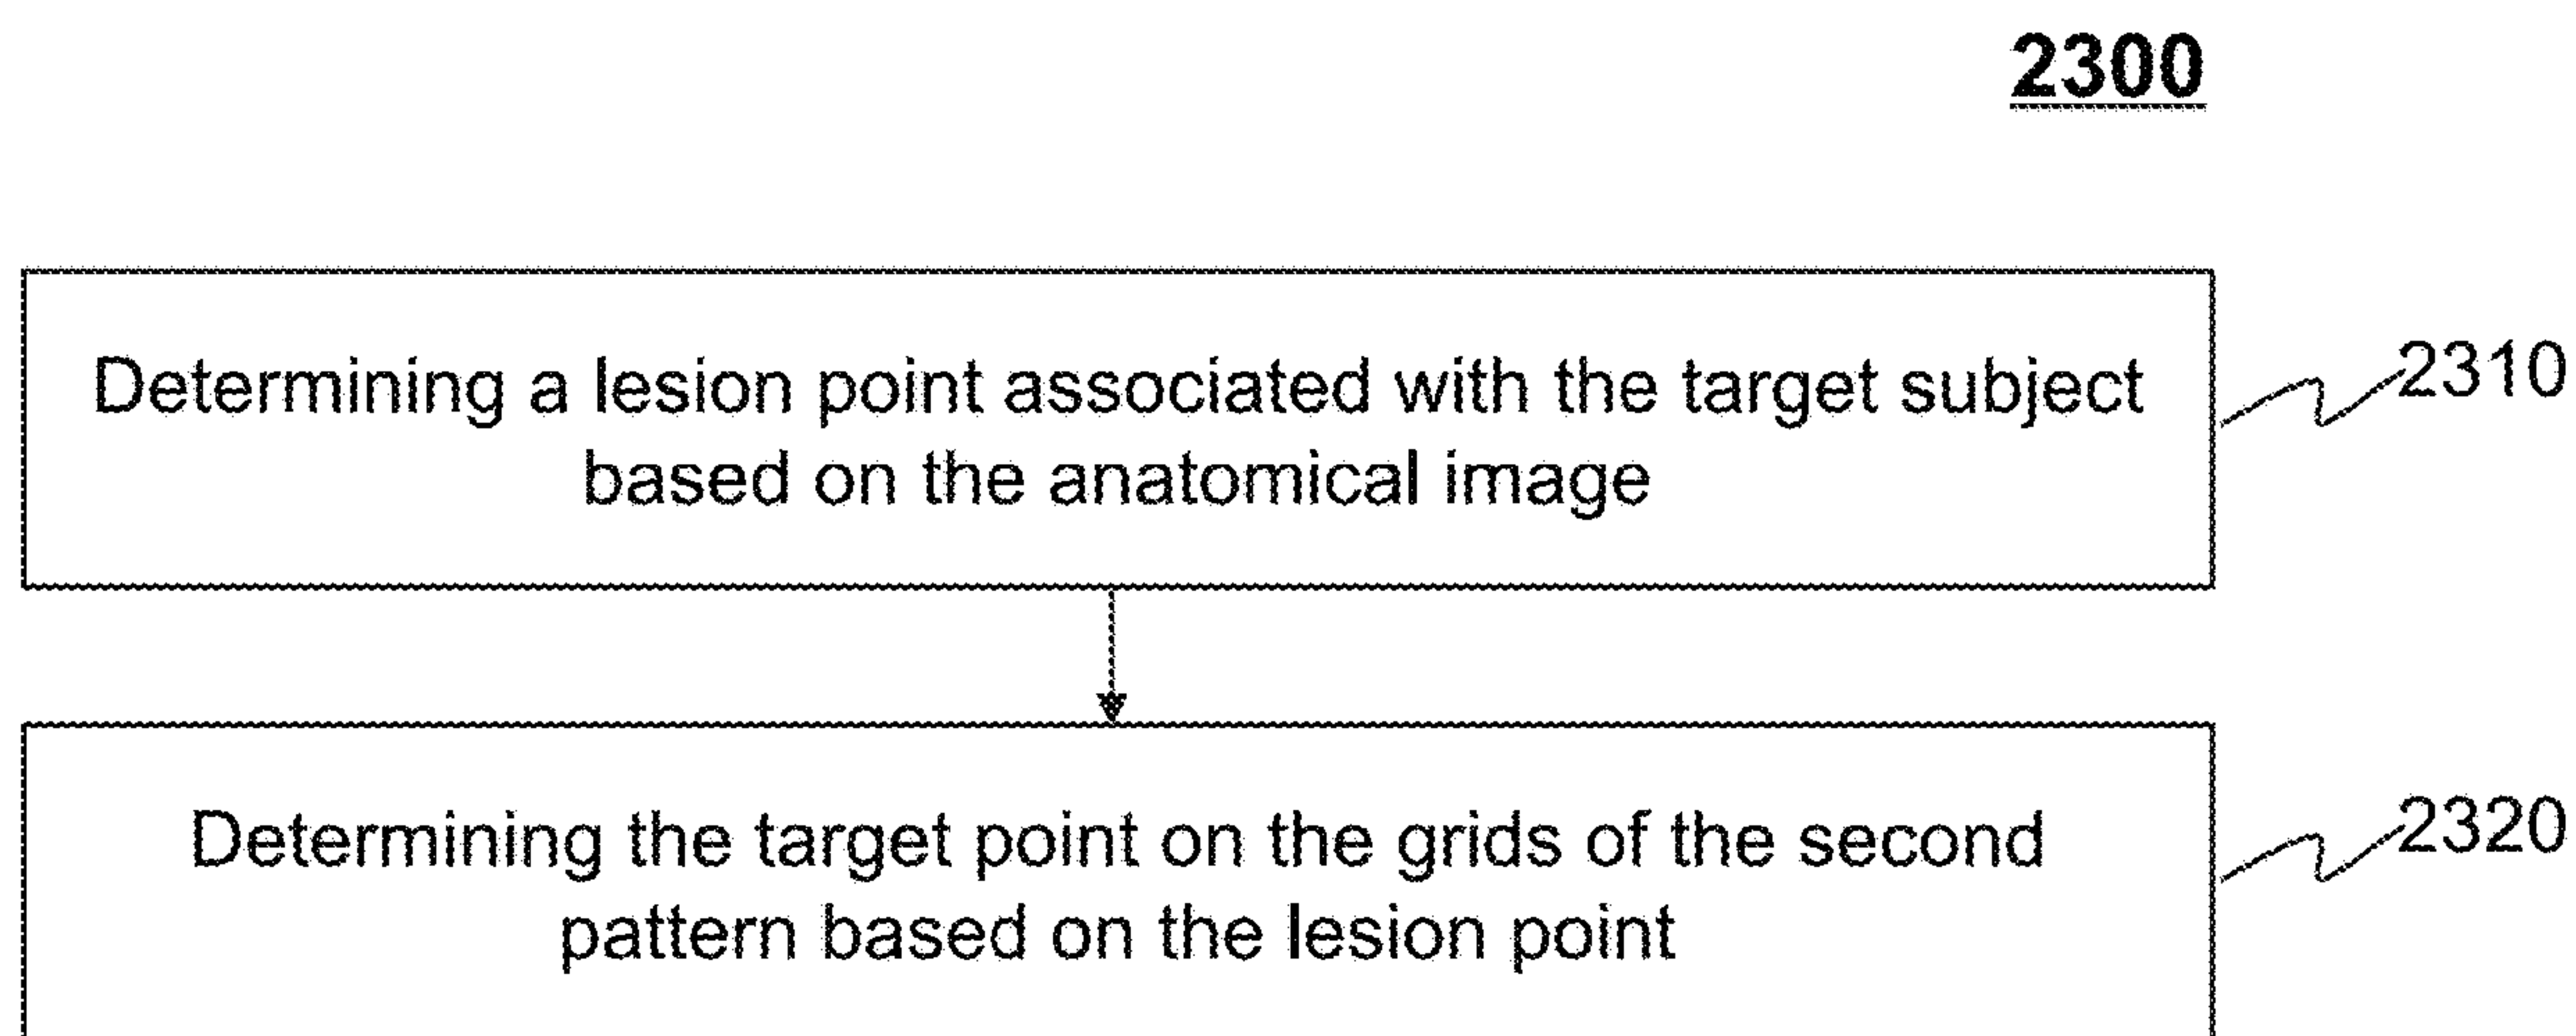 2300
Determining a lesion point associated with the target subject
based on the anatomical image
2310
Determining the target point on the grids of the second
pattern based on the lesion point
2320